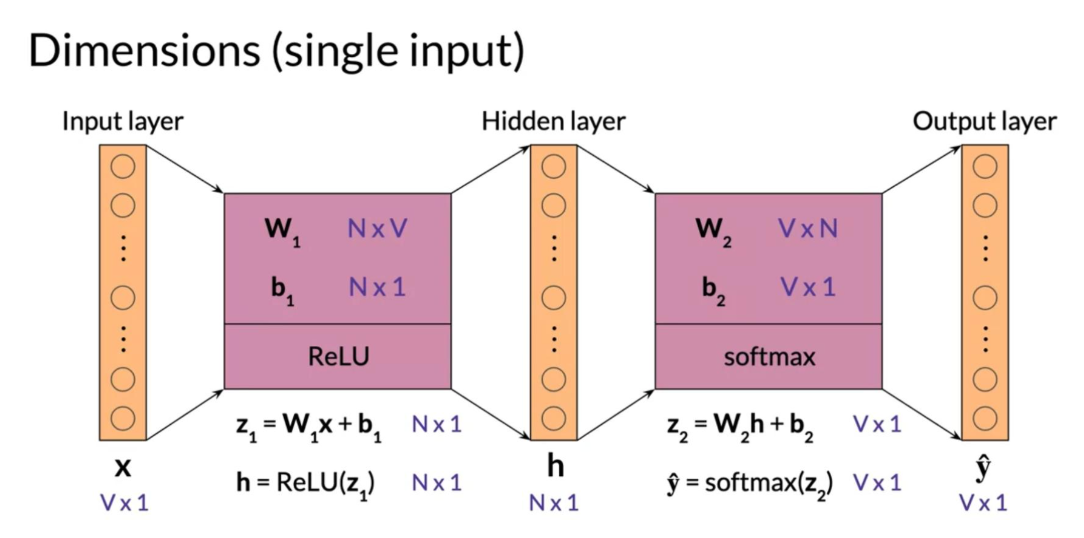 Dimensions (single input)
Input layer
Hidden layer
Output layer
W₁ N x V
b₁ N x 1
ReLU
W₂ V x N
b₂ V x 1
softmax
z₁ = W₁x + b₁ N x 1
h = ReLU(z₁) N x 1
z₂ = W₂h + b₂ V x 1
ŷ = softmax(z₂) V x 1
x
V x 1
h
N x 1
ŷ
V x 1